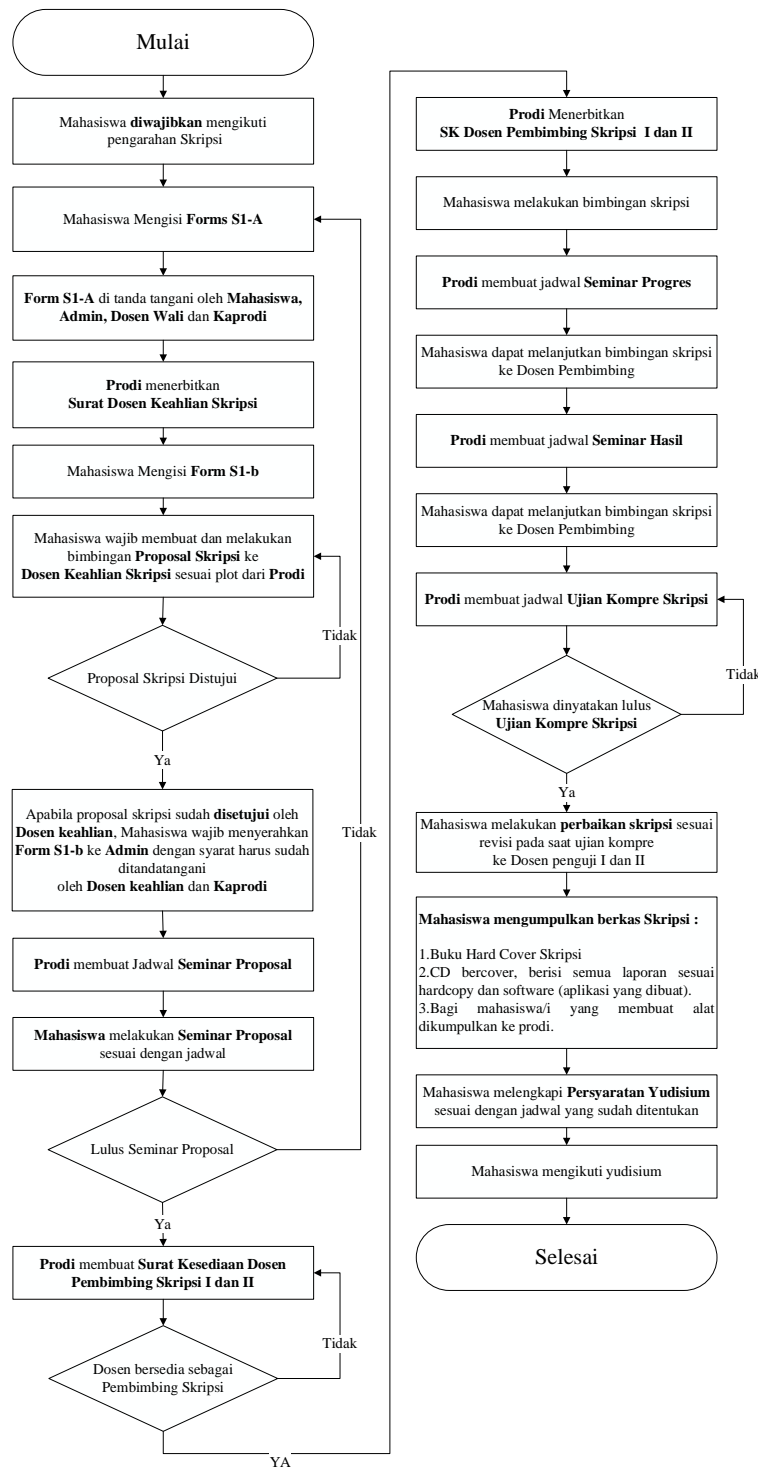 Mulai
Mahasiswa diwajibkan mengikuti
pengarahan Skripsi
Mahasiswa Mengisi Forms S1-A
Form S1-A di tanda tangani oleh Mahasiswa,
Admin, Dosen Wali dan Kaprodi
Prodi menerbitkan
Surat Dosen Keahlian Skripsi
Mahasiswa Mengisi Form S1-b
Mahasiswa wajib membuat dan melakukan
bimbingan Proposal Skripsi ke
Dosen Keahlian Skripsi sesuai plot dari Prodi
Tidak
Proposal Skripsi Distujui
Ya
Apabila proposal skripsi sudah disetujui oleh
Dosen keahlian, Mahasiswa wajib menyerahkan
Form S1-b ke Admin dengan syarat harus sudah
ditandatangani
oleh Dosen keahlian dan Kaprodi
Tidak
Prodi membuat Jadwal Seminar Proposal
Mahasiswa melakukan Seminar Proposal
sesuai dengan jadwal
Lulus Seminar Proposal
Ya
Prodi membuat Surat Kesediaan Dosen
Pembimbing Skripsi I dan II
Tidak
Dosen bersedia sebagai
Pembimbing Skripsi
YA
Prodi Menerbitkan
SK Dosen Pembimbing Skripsi I dan II
Mahasiswa melakukan bimbingan skripsi
Prodi membuat jadwal Seminar Progres
Mahasiswa dapat melanjutkan bimbingan skripsi
ke Dosen Pembimbing
Prodi membuat jadwal Seminar Hasil
Mahasiswa dapat melanjutkan bimbingan skripsi
ke Dosen Pembimbing
Prodi membuat jadwal Ujian Kompre Skripsi
Tidak
Mahasiswa dinyatakan lulus
Ujian Kompre Skripsi
Ya
Mahasiswa melakukan perbaikan skripsi sesuai
revisi pada saat ujian kompre
ke Dosen penguji I dan II
Mahasiswa mengumpulkan berkas Skripsi :
1.Buku Hard Cover Skripsi
2.CD bercover, berisi semua laporan sesuai
hardcopy dan software (aplikasi yang dibuat).
3.Bagi mahasiswa/i yang membuat alat
dikumpulkan ke prodi.
Mahasiswa melengkapi Persyaratan Yudisium
sesuai dengan jadwal yang sudah ditentukan
Mahasiswa mengikuti yudisium
Selesai